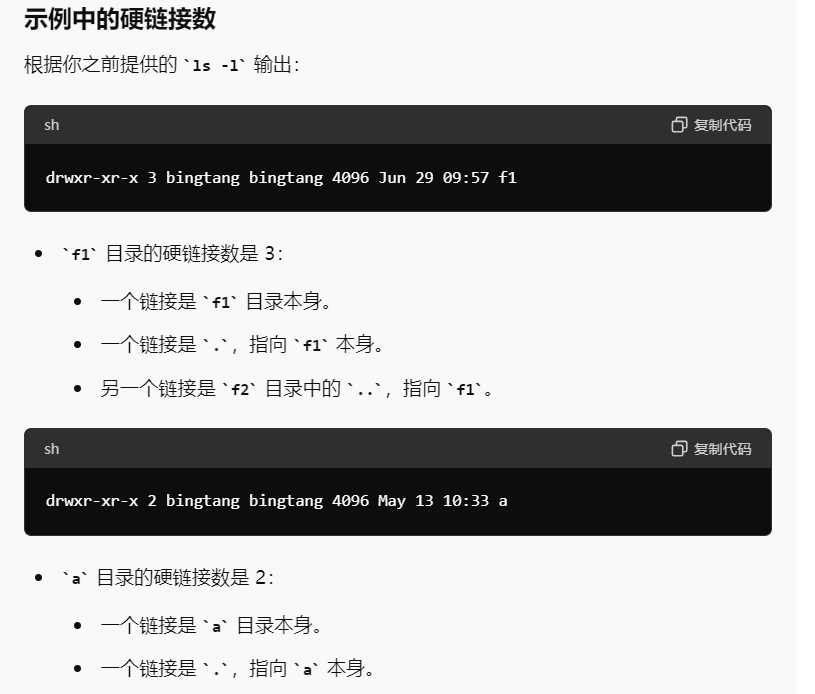 示例中的硬链接数
根据你之前提供的 `ls -l` 输出：
sh
复制代码
drwxr-xr-x 3 bingtang bingtang 4096 Jun 29 09:57 f1
`f1` 目录的硬链接数是 3：
一个链接是 `f1` 目录本身。
一个链接是 `.`，指向 `f1` 本身。
另一个链接是 `f2` 目录中的 `..`，指向 `f1`。
sh
复制代码
drwxr-xr-x 2 bingtang bingtang 4096 May 13 10:33 a
`a` 目录的硬链接数是 2：
一个链接是 `a` 目录本身。
一个链接是 `.`，指向 `a` 本身。